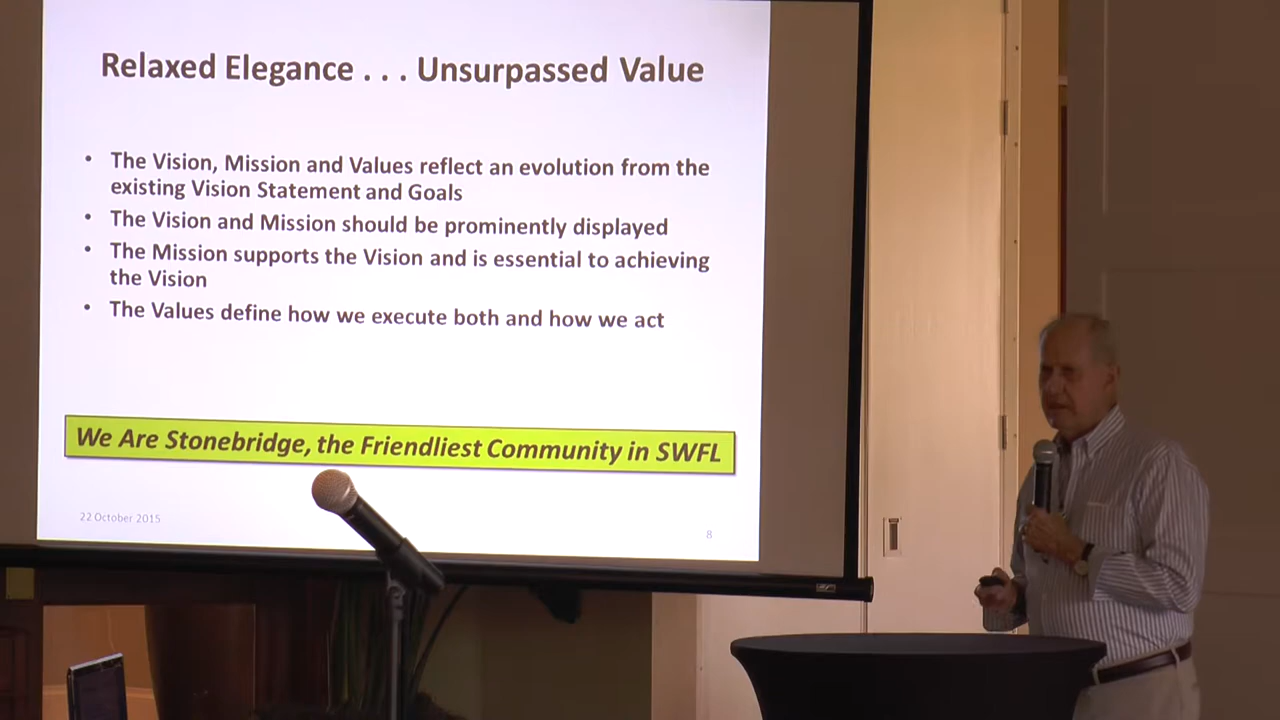 Relaxed Elegance . . . Unsurpassed Value
• The Vision, Mission and Values reflect an evolution from the
existing Vision Statement and Goals
• The Vision and Mission should be prominently displayed
• The Mission supports the Vision and is essential to achieving
the Vision
• The Values define how we execute both and how we act
We Are Stonebridge, the Friendliest Community in SWFL
22 October 2015
8